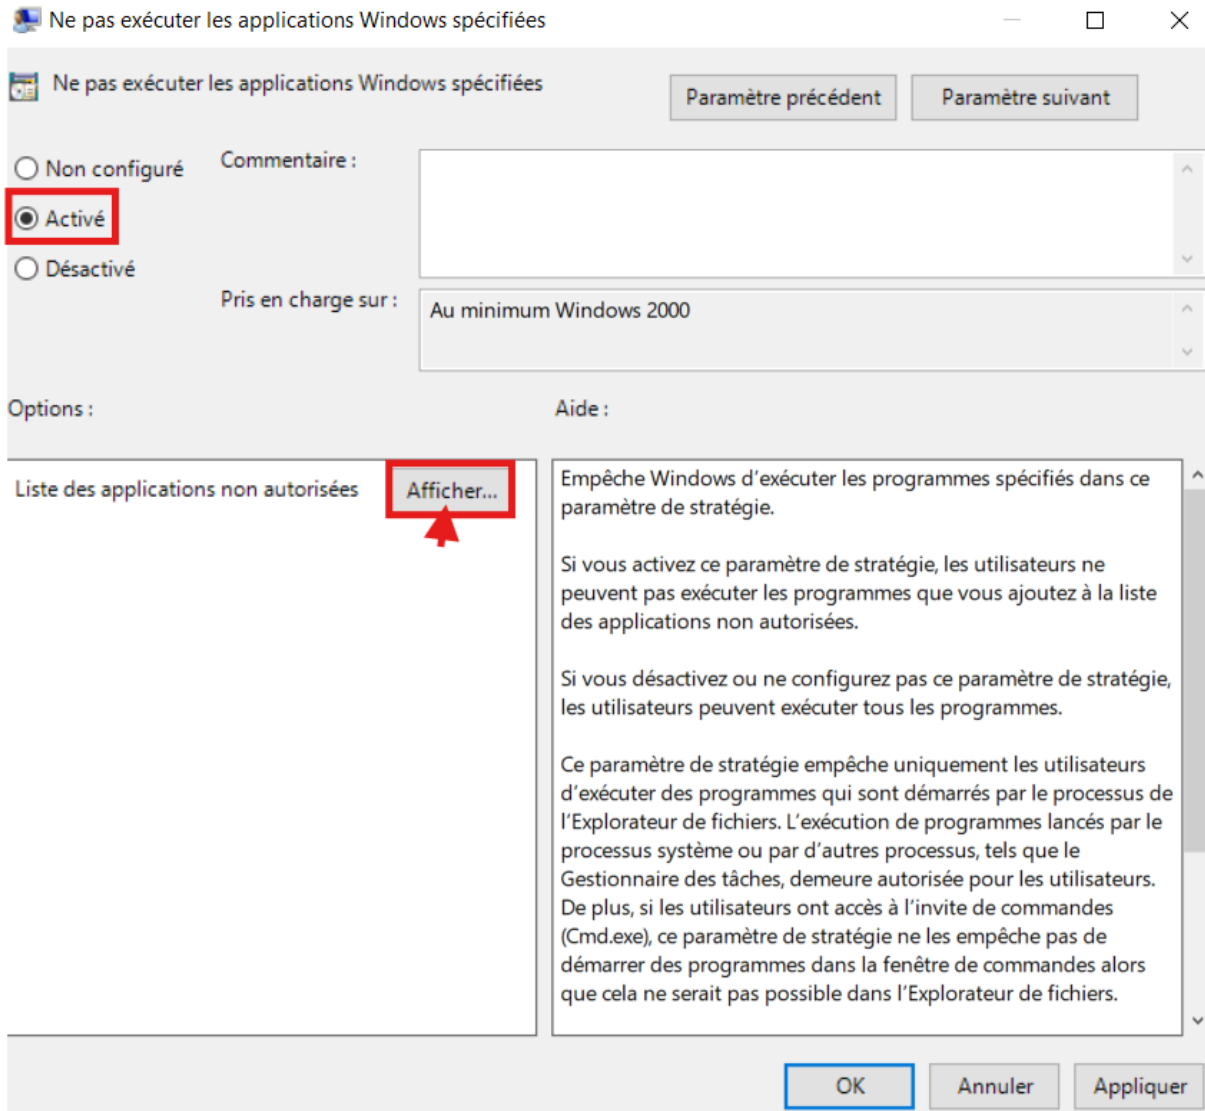 Ne pas exécuter les applications Windows spécifiées
Ne pas exécuter les applications Windows spécifiées
Paramètre précédent
Paramètre suivant
Non configuré
Commentaire :
Activé
Désactivé
Pris en charge sur :
Au minimum Windows 2000
Options :
Aide :
Liste des applications non autorisées
Afficher...
Empêche Windows d’exécuter les programmes spécifiés dans ce
paramètre de stratégie.
Si vous activez ce paramètre de stratégie, les utilisateurs ne
peuvent pas exécuter les programmes que vous ajoutez à la liste
des applications non autorisées.
Si vous désactivez ou ne configurez pas ce paramètre de stratégie,
les utilisateurs peuvent exécuter tous les programmes.
Ce paramètre de stratégie empêche uniquement les utilisateurs
d’exécuter des programmes qui sont démarrés par le processus de
l’Explorateur de fichiers. L’exécution de programmes lancés par le
processus système ou par d’autres processus, tels que le
Gestionnaire des tâches, demeure autorisée pour les utilisateurs.
De plus, si les utilisateurs ont accès à l’invite de commandes
(Cmd.exe), ce paramètre de stratégie ne les empêche pas de
démarrer des programmes dans la fenêtre de commandes alors
que cela ne serait pas possible dans l’Explorateur de fichiers.
OK
Annuler
Appliquer